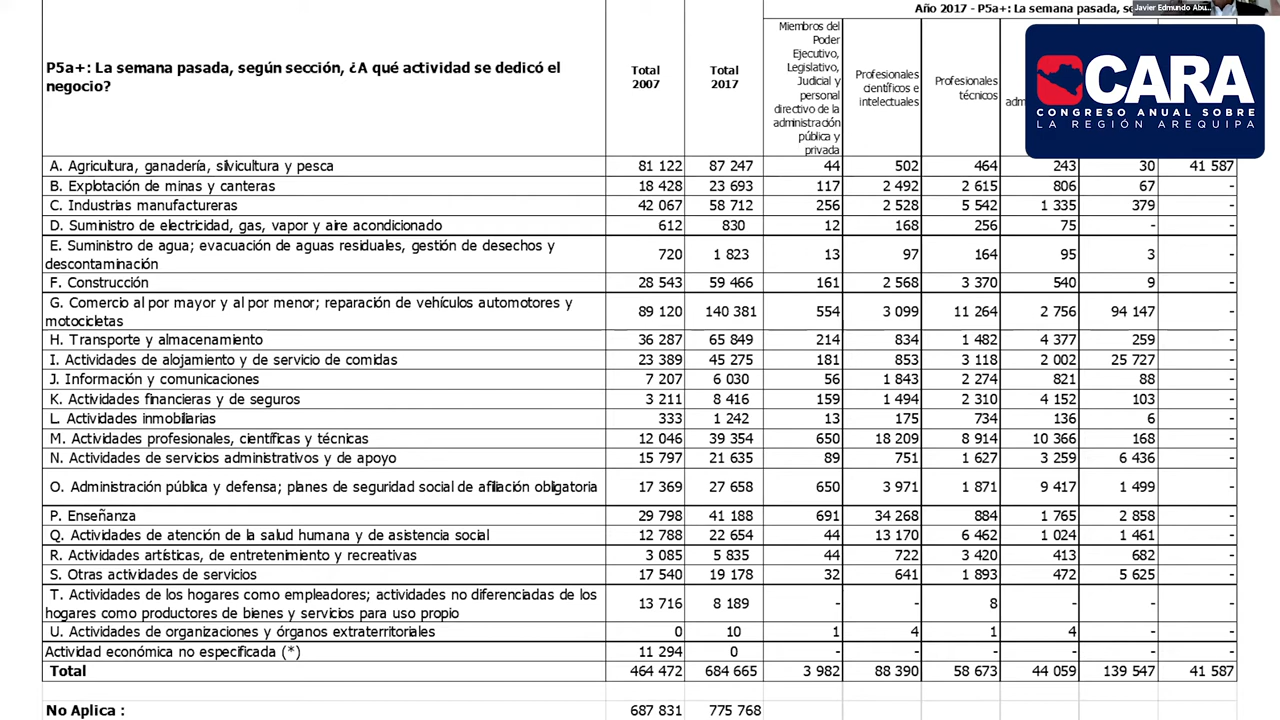 Javier Edmundo Abu...
Año 2017 - P5a+: La semana pasada, se
CARA
CONGRESO ANUAL SOBRE
LA REGIÓN AREQUIPA
P5a+: La semana pasada, según sección, ¿A qué actividad se dedicó el
negocio?
Total
2007
Total
2017
Miembros del
Poder
Ejecutivo,
Legislativo,
Judicial y
personal
directivo de la
administración
pública y
privada
Profesionales
científicos e
intelectuales
Profesionales
técnicos
A. Agricultura, ganadería, silvicultura y pesca 81 122 87 247 44 502 464 243 30 41 587
B. Explotación de minas y canteras 18 428 23 693 117 2 492 2 615 806 67 -
C. Industrias manufactureras 42 067 58 712 256 2 528 5 542 1 335 379 -
D. Suministro de electricidad, gas, vapor y aire acondicionado 612 830 12 168 256 75 - -
E. Suministro de agua; evacuación de aguas residuales, gestión de desechos y
descontaminación 720 1 823 13 97 164 95 3 -
F. Construcción 28 543 59 466 161 2 568 3 370 540 9 -
G. Comercio al por mayor y al por menor; reparación de vehículos automotores y
motocicletas 89 120 140 381 554 3 099 11 264 2 756 94 147 -
H. Transporte y almacenamiento 36 287 65 849 214 834 1 482 4 377 259 -
I. Actividades de alojamiento y de servicio de comidas 23 389 45 275 181 853 3 118 2 002 25 727 -
J. Información y comunicaciones 7 207 6 030 56 1 843 2 274 821 88 -
K. Actividades financieras y de seguros 3 211 8 416 159 1 494 2 310 4 152 103 -
L. Actividades inmobiliarias 333 1 242 13 175 734 136 6 -
M. Actividades profesionales, científicas y técnicas 12 046 39 354 650 18 209 8 914 10 366 168 -
N. Actividades de servicios administrativos y de apoyo 15 797 21 635 89 751 1 627 3 259 6 436 -
O. Administración pública y defensa; planes de seguridad social de afiliación obligatoria 17 369 27 658 650 3 971 1 871 9 417 1 499 -
P. Enseñanza 29 798 41 188 691 34 268 884 1 765 2 858 -
Q. Actividades de atención de la salud humana y de asistencia social 12 788 22 654 44 13 170 6 462 1 024 1 461 -
R. Actividades artísticas, de entretenimiento y recreativas 3 085 5 835 44 722 3 420 413 682 -
S. Otras actividades de servicios 17 540 19 178 32 641 1 893 472 5 625 -
T. Actividades de los hogares como empleadores; actividades no diferenciadas de los
hogares como productores de bienes y servicios para uso propio 13 716 8 189 - - 8 - - -
U. Actividades de organizaciones y órganos extraterritoriales 0 10 1 4 1 4 - -
Actividad económica no especificada (*) 11 294 0 - - - - - -
Total 464 472 684 665 3 982 88 390 58 673 44 059 139 547 41 587
No Aplica : 687 831 775 768